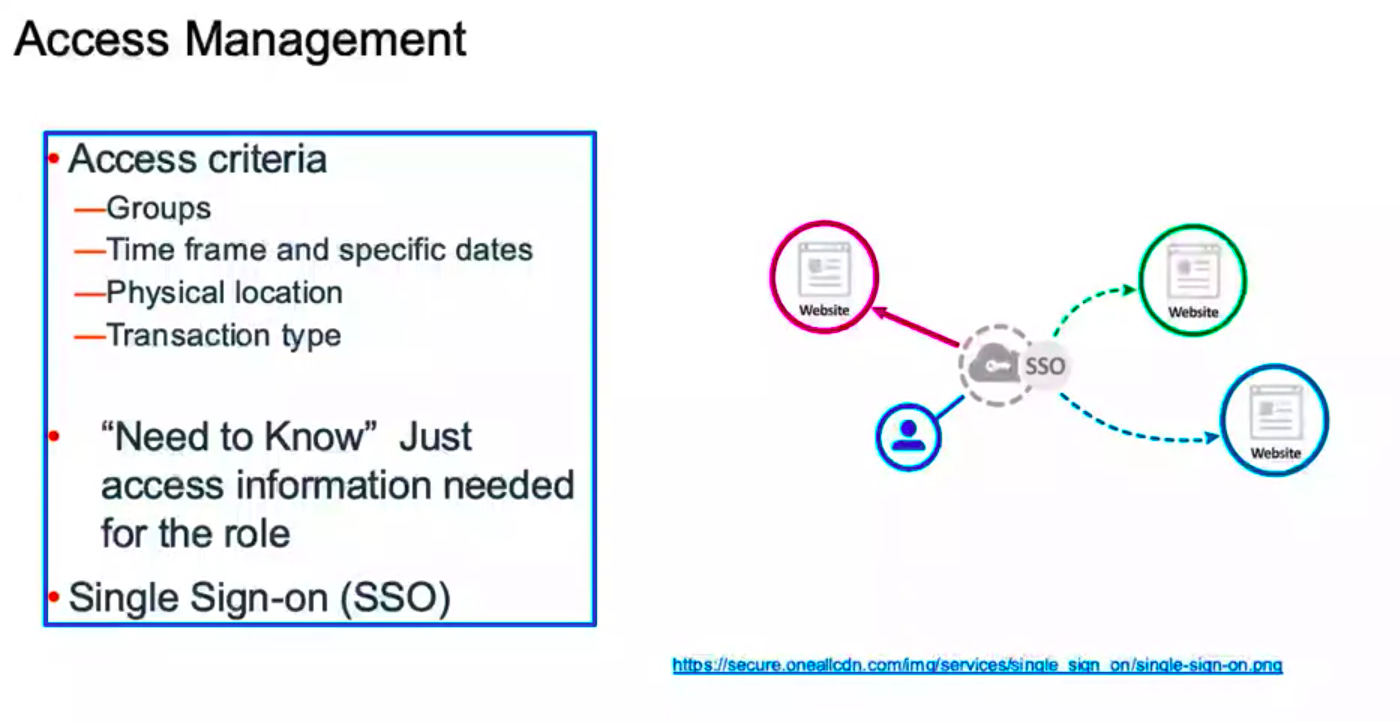 Access Management
• Access criteria
—Groups
—Time frame and specific dates
—Physical location
—Transaction type
• “Need to Know” Just
access information needed
for the role
• Single Sign-on (SSO)
Website
Website
SSO
Website
https://secure.oneallcdn.com/img/services/single_sign_on/single-sign-on.png